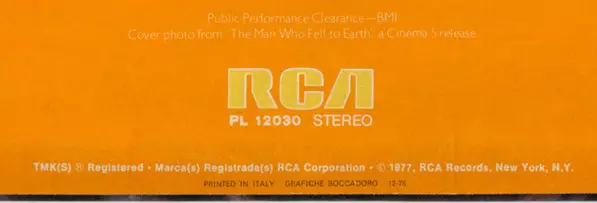 Public Performance Clearance—BMI
Cover photo from 'The Man Who Fell to Earth', a Cinema 5 release.
RCA
PL 12030 STEREO
TMK(S) ® Registered • Marca(s) Registrada(s) RCA Corporation • © 1977, RCA Records, New York, N.Y.
PRINTED IN ITALY GRAFICHE BOCCADORO 12-76